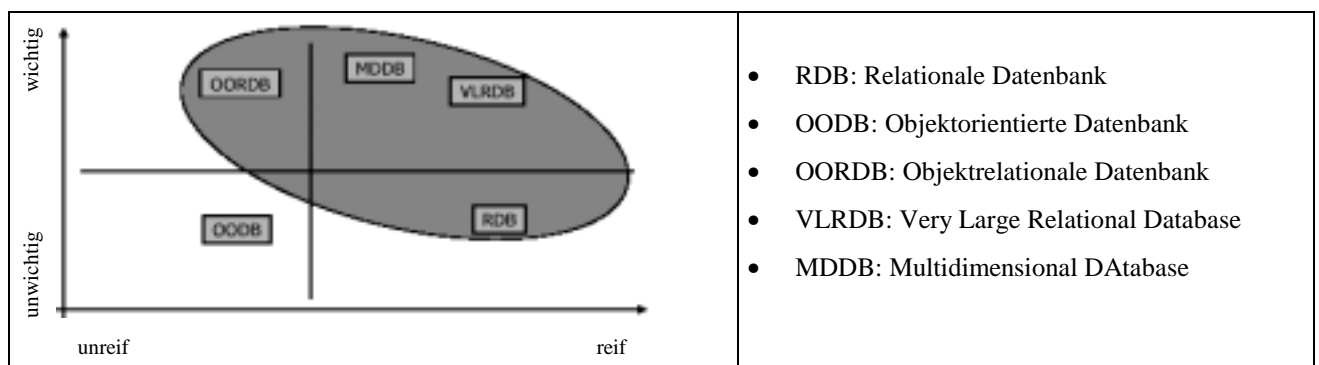 wichtig
MDDB
OORDB
VLRDB
RDB
OODB
unwichtig
unreif
reif
• RDB: Relationale Datenbank
• OODB: Objektorientierte Datenbank
• OORDB: Objektrelationale Datenbank
• VLRDB: Very Large Relational Database
• MDDB: Multidimensional DAtabase